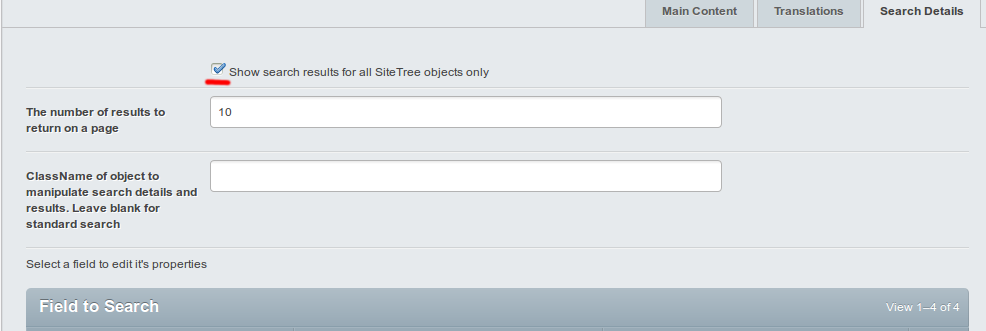 Main Content
Translations
Search Details
Show search results for all SiteTree objects only
The number of results to
return on a page
10
ClassName of object to
manipulate search details and
results. Leave blank for
standard search
Select a field to edit it's properties
Field to Search
View 1–4 of 4